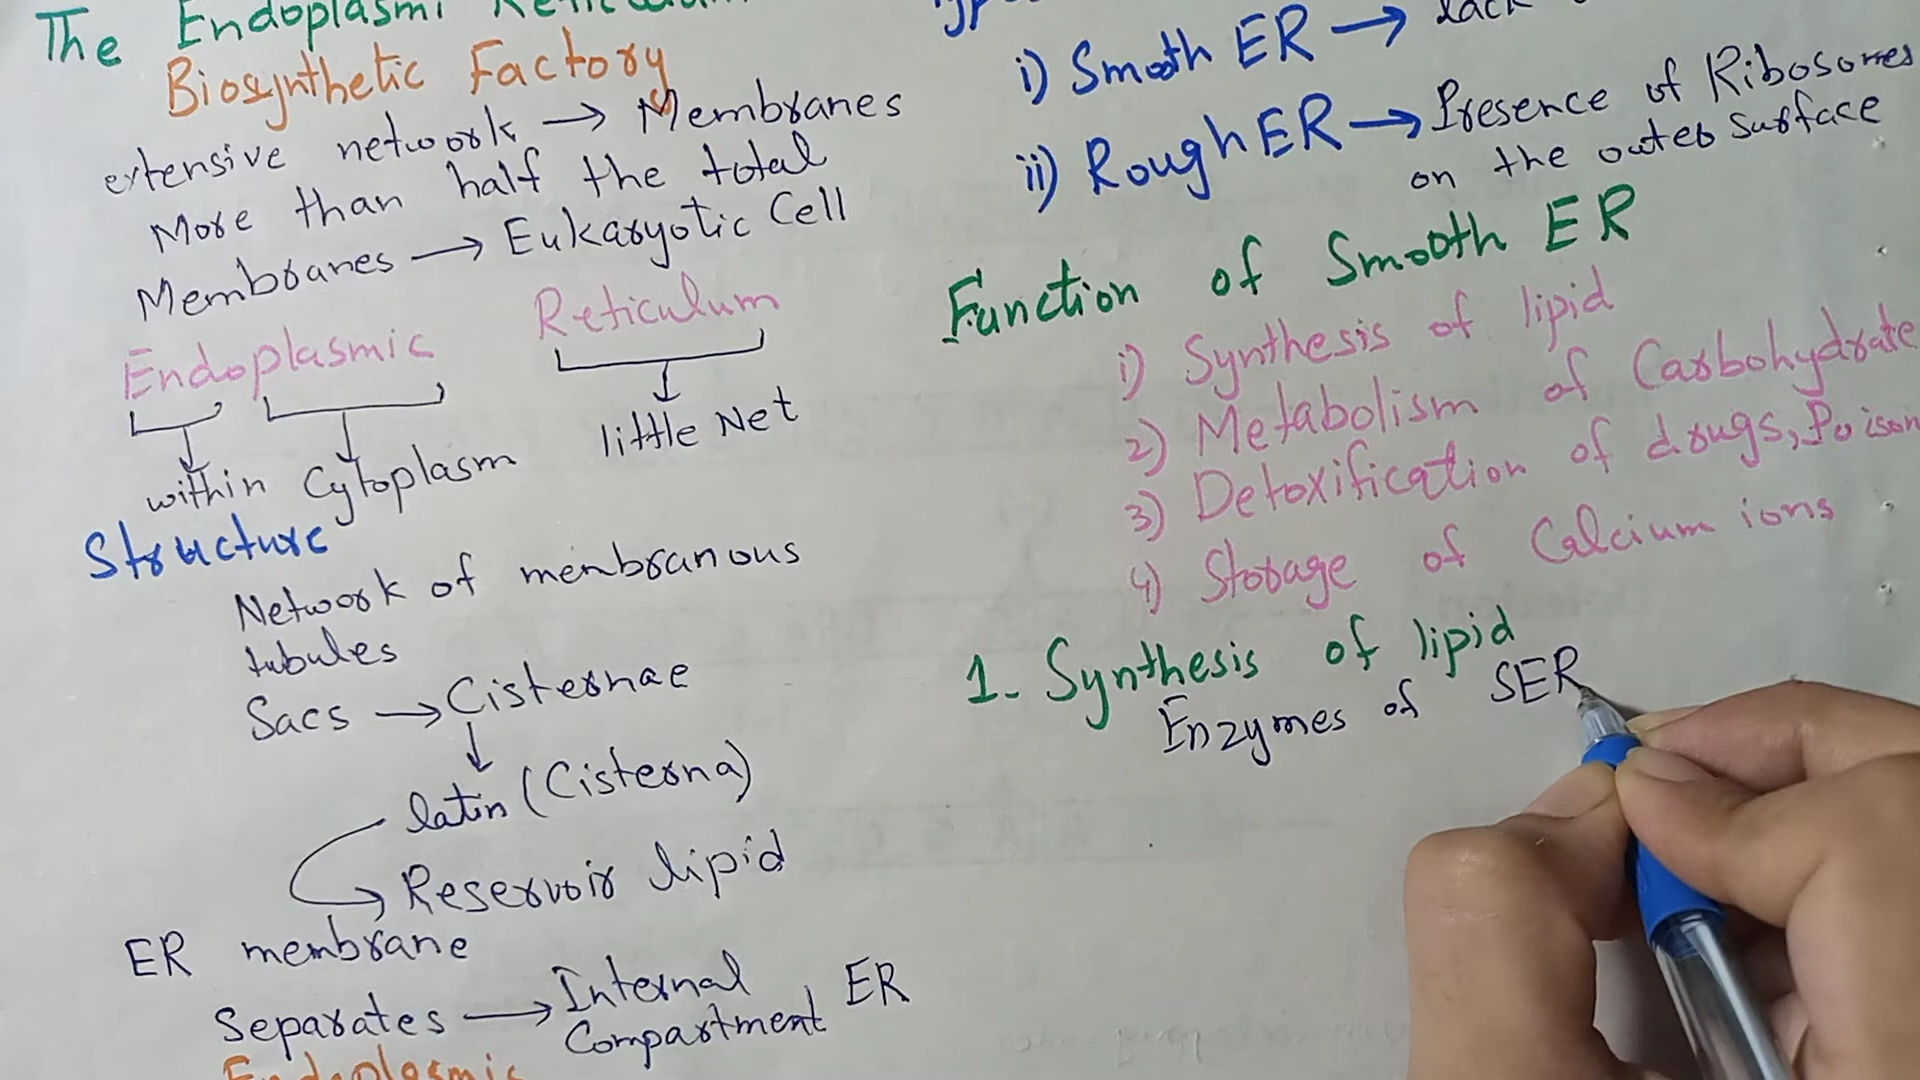 The Endoplasmi
Biosynthetic Factory
extensive network → Membranes
More than half the total
Membranes → Eukaryotic Cell
Endoplasmic Reticulum
within Cytoplasm little Net
Structure
Network of membranous
tubules
Sacs → Cisternae
latin (Cisterna)
Reservoir lipid
ER membrane
Separates → Internal ER
Compartment
Endoplasmic
i) Smooth ER → lack
ii) Rough ER → Presence of Ribosomes
on the outer surface
Function of Smooth ER
1) Synthesis of lipid
2) Metabolism of Carbohydrate
3) Detoxification of drugs, Poison
4) Storage of Calcium ions
1- Synthesis of lipid
Enzymes of SER